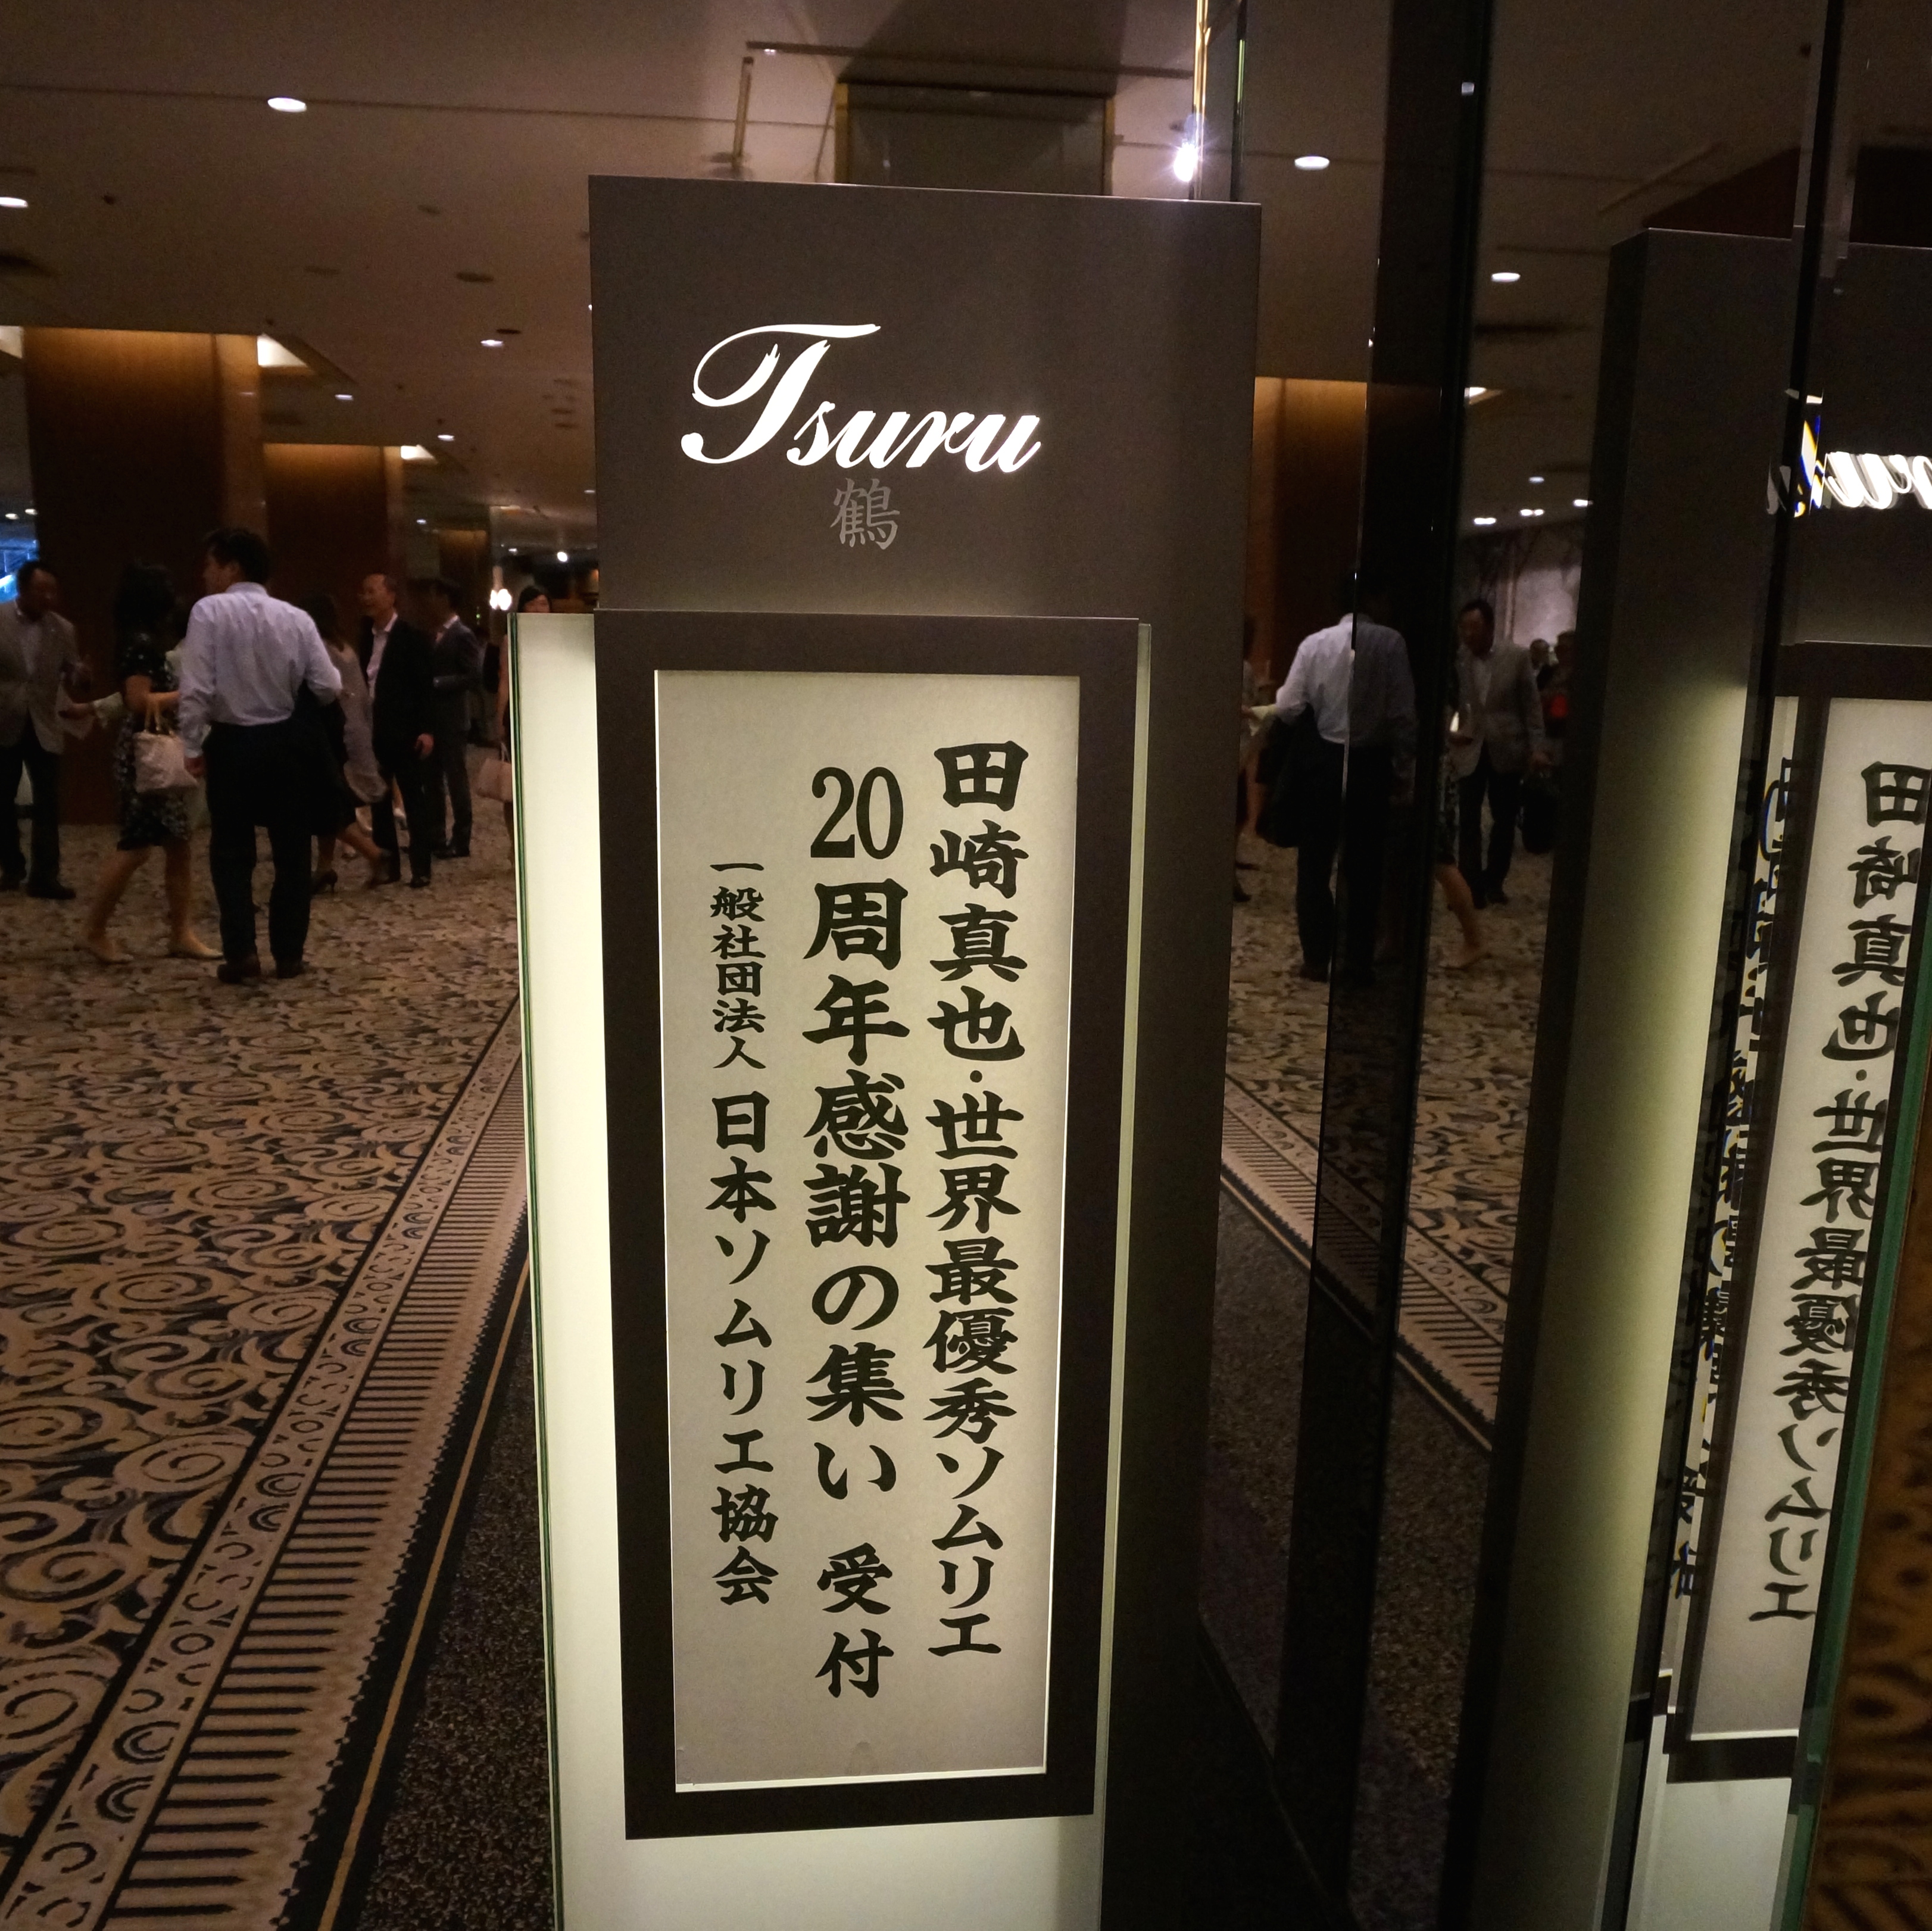 Tsuru
鶴
田崎真也・世界最優秀ソムリエ
20周年感謝の集い 受付
一般社団法人 日本ソムリエ協会